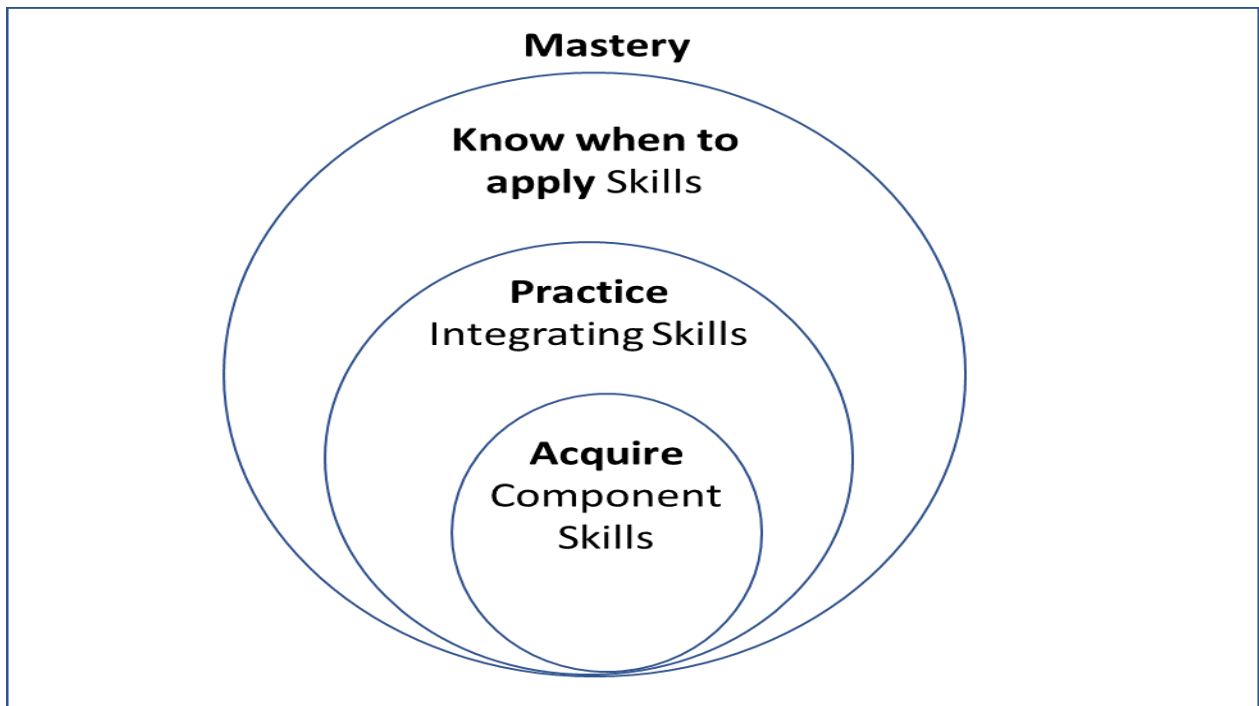 Mastery
Know when to
apply Skills
Practice
Integrating Skills
Acquire
Component
Skills